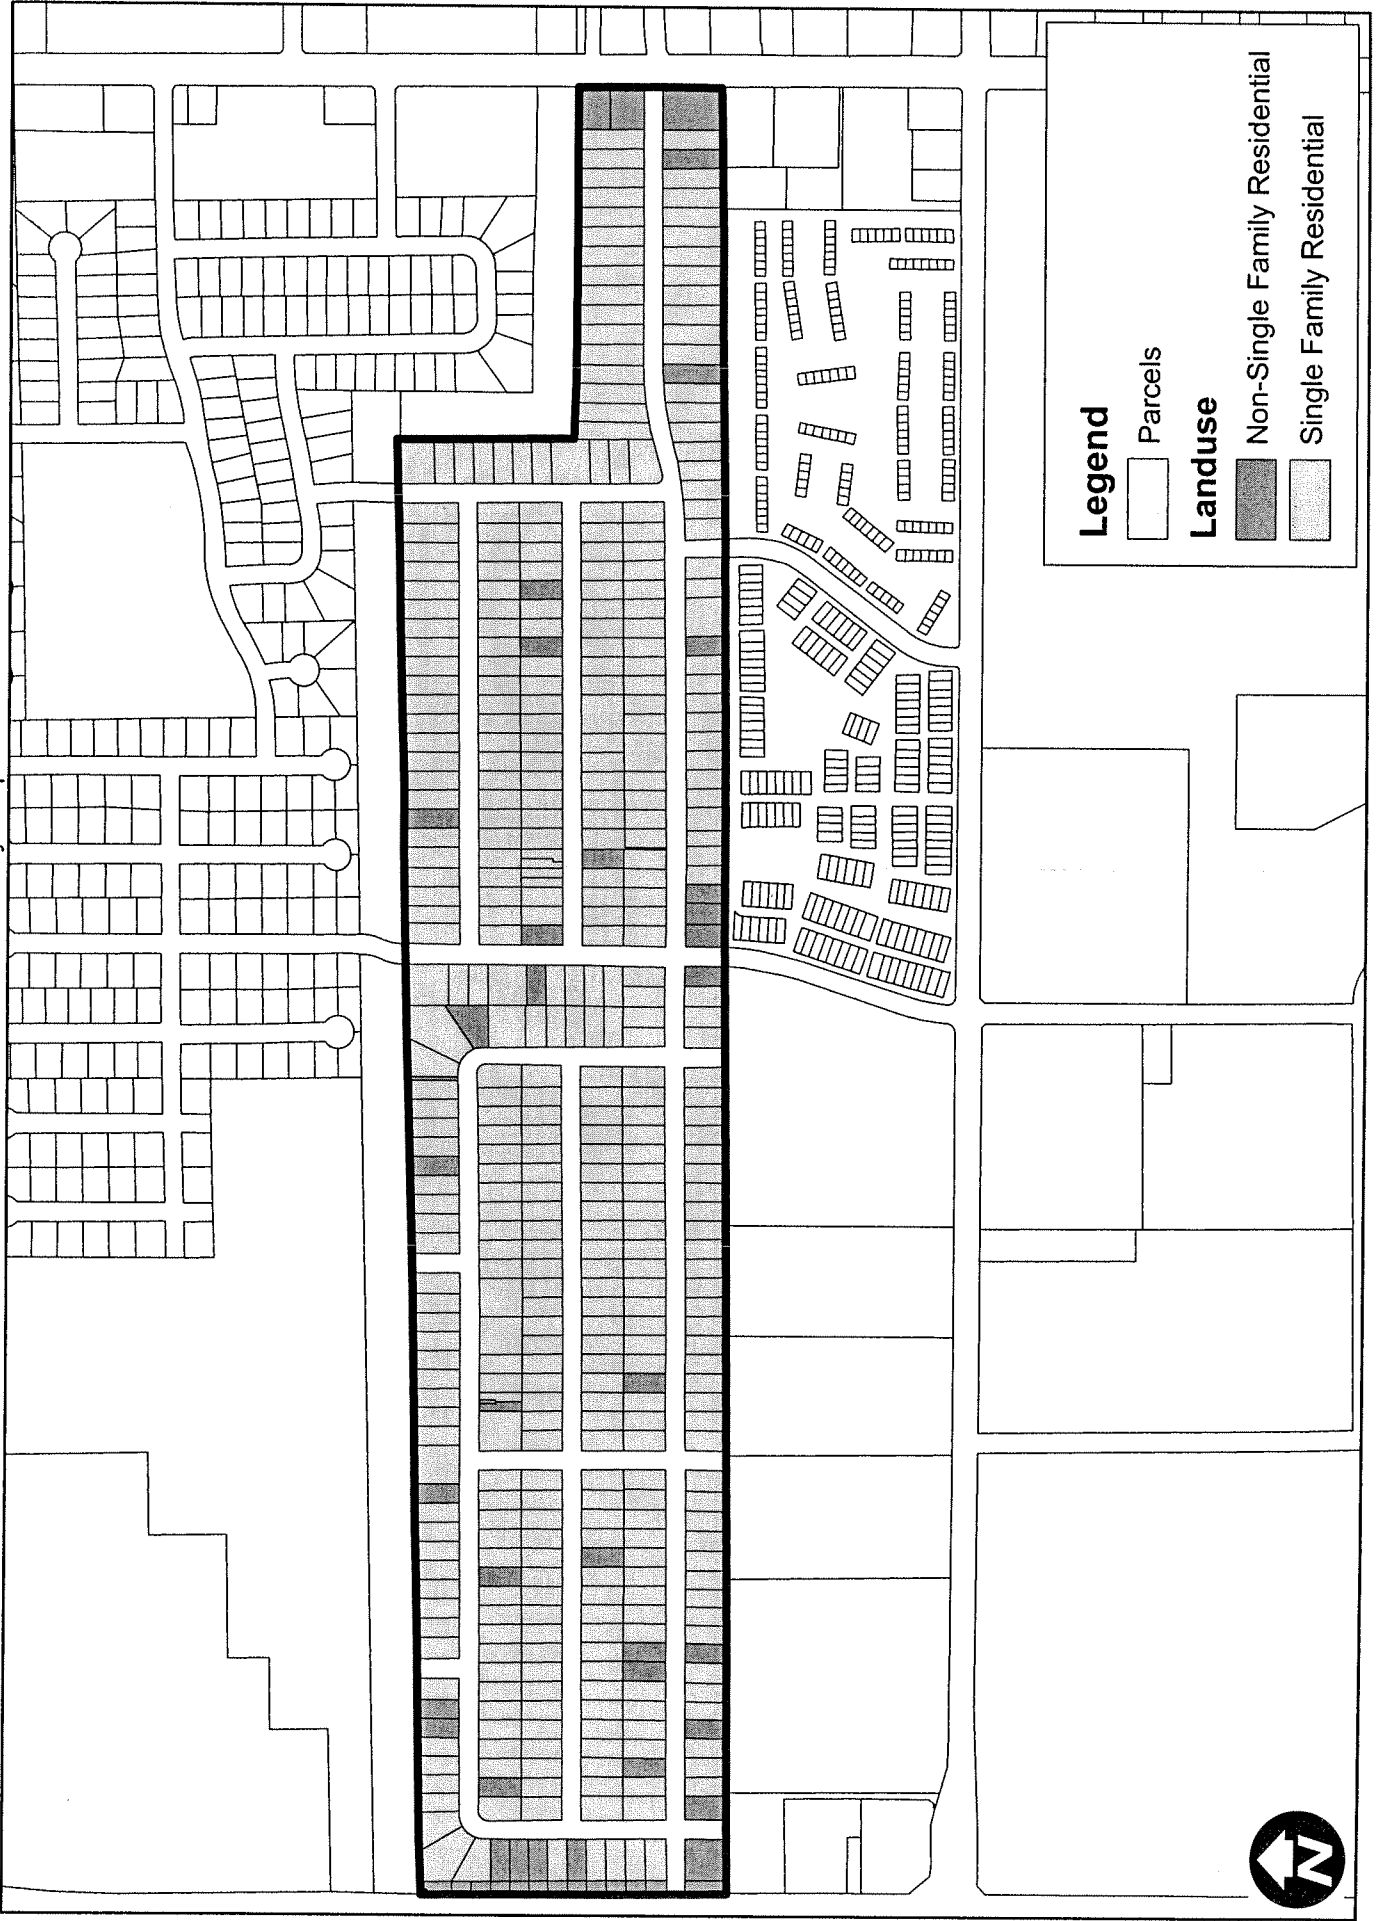 Legend
Parcels
Landuse
Non-Single Family Residential
Single Family Residential
N